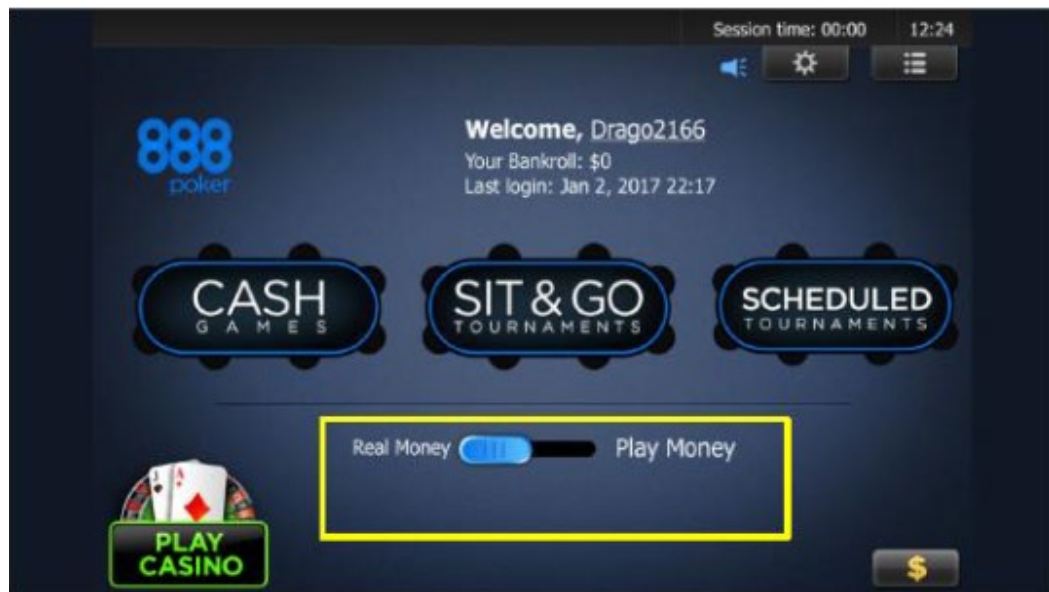 Session time: 00:00 12:24
888
poker
Welcome, Drago2166
Your Bankroll: $0
Last login: Jan 2, 2017 22:17
CASH
GAMES
SIT & GO
TOURNAMENTS
SCHEDULED
TOURNAMENTS
Real Money Play Money
J A
PLAY
CASINO
$